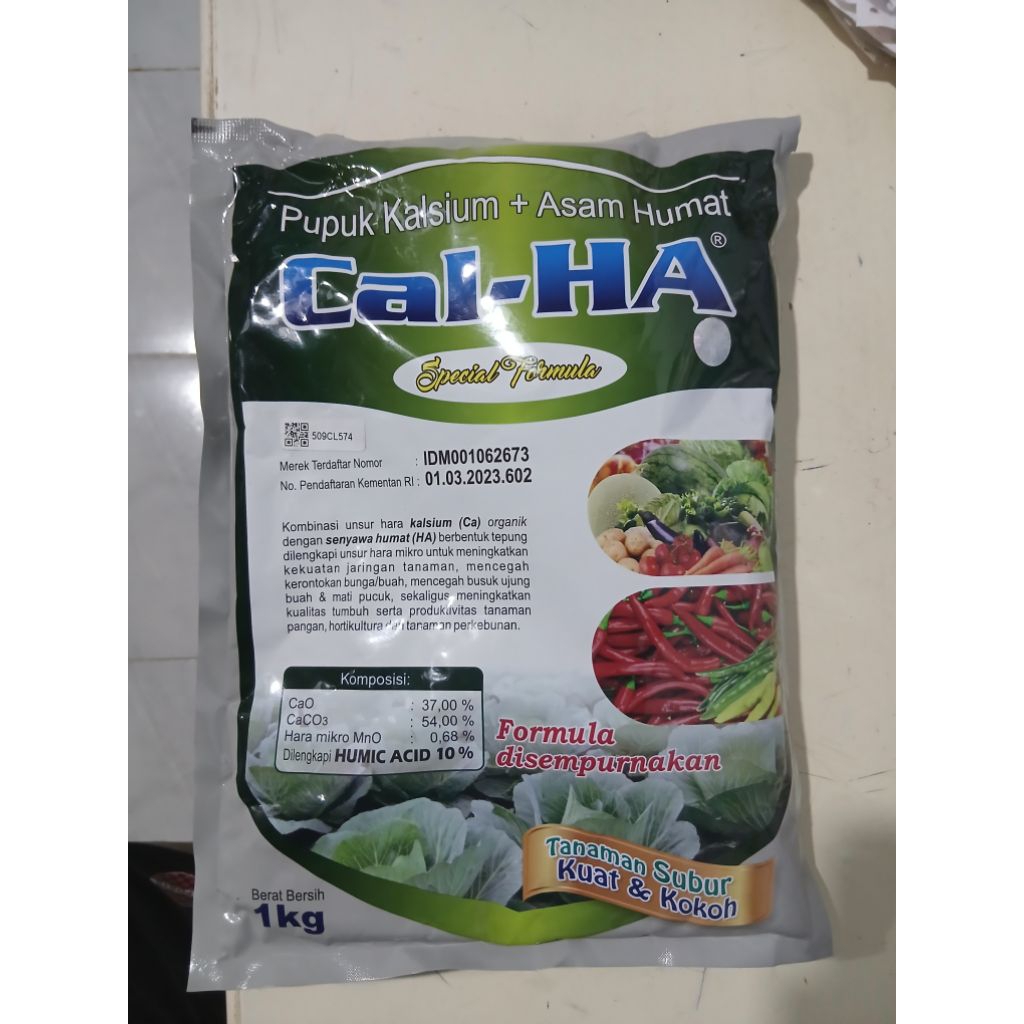 Pupuk Kalsium + Asam Humat
Cal-HA®
Special Formula
509CL574
Merek Terdaftar Nomor : IDM001062673
No. Pendaftaran Kementan RI : 01.03.2023.602
Kombinasi unsur hara kalsium (Ca) organik
dengan senyawa humat (HA) berbentuk tepung
dilengkapi unsur hara mikro untuk meningkatkan
kekuatan jaringan tanaman, mencegah
kerontokan bunga/buah, mencegah busuk ujung
buah & mati pucuk, sekaligus meningkatkan
kualitas tumbuh serta produktivitas tanaman
pangan, hortikultura dan tanaman perkebunan.
Komposisi:
CaO : 37,00 %
CaCO3 : 54,00 %
Hara mikro MnO : 0,68 %
Dilengkapi HUMIC ACID 10 %
Formula
disempurnakan
Tanaman Subur
Kuat & Kokoh
Berat Bersih
1kg